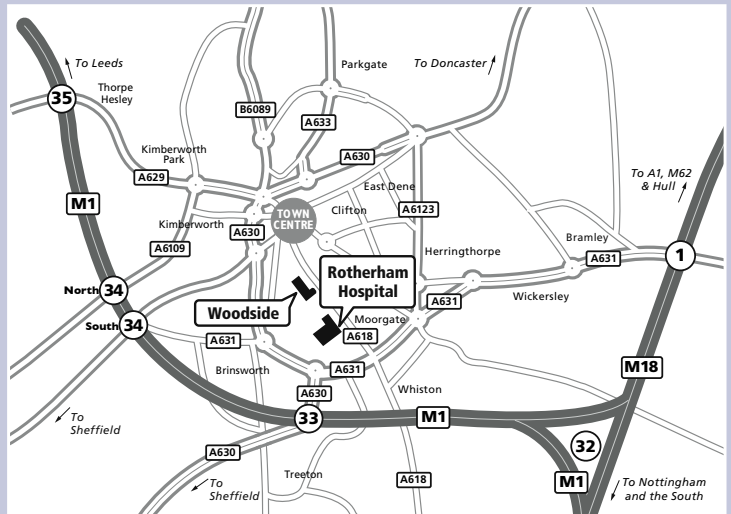 To Leeds
Parkgate
To Doncaster
35
Thorpe
Hesley
B6089
A633
Kimberworth
Park
A630
A629
To A1, M62
& Hull
East Dene
M1
TOWN
CENTRE
Clifton
A6123
Kimberworth
A630
Bramley
A6109
Herringthorpe
A631
1
Rotherham
Hospital
North
34
Wickersley
A631
Woodside
Moorgate
South
34
A618
A631
Brinsworth
A631
M18
A630
Whiston
33
M1
To
Sheffield
32
A630
Treeton
A618
M1
To
Sheffield
To Nottingham
and the South